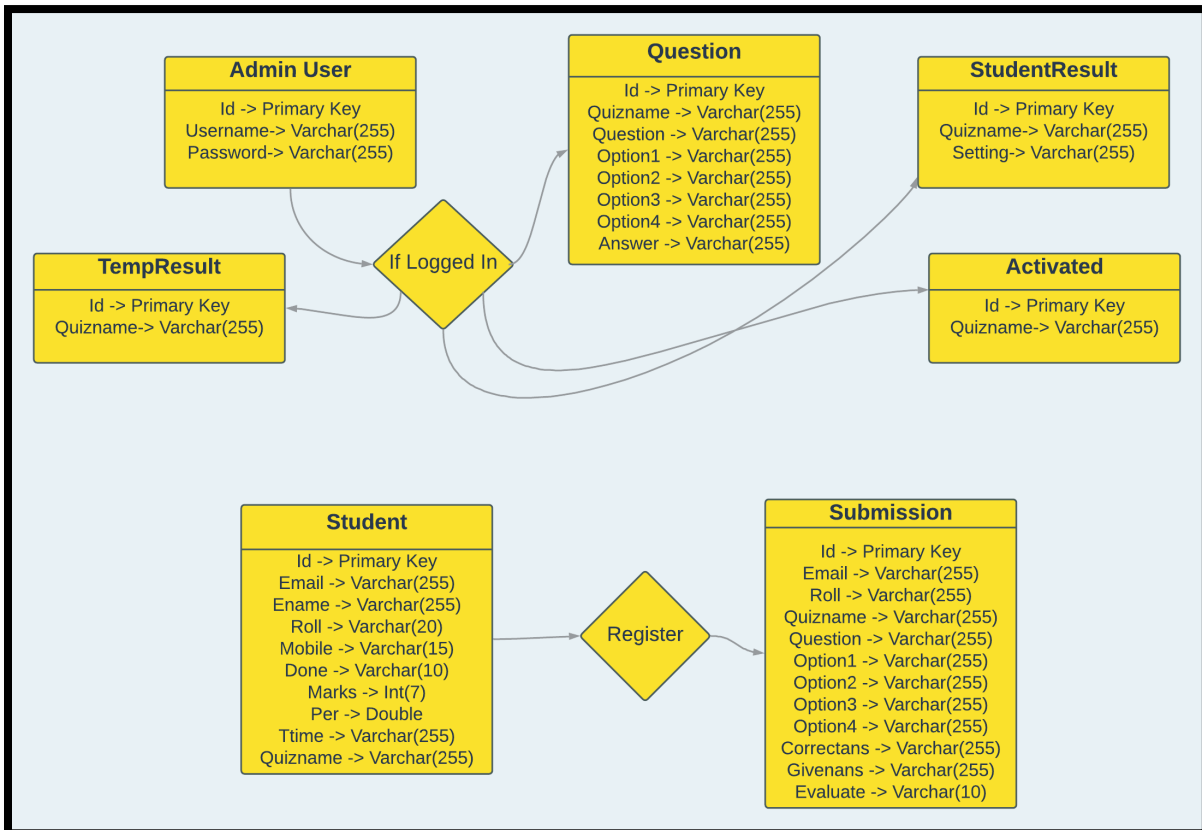 Admin User
Id -> Primary Key
Username-> Varchar(255)
Password-> Varchar(255)
Question
Id -> Primary Key
Quizname -> Varchar(255)
Question -> Varchar(255)
Option1 -> Varchar(255)
Option2 -> Varchar(255)
Option3 -> Varchar(255)
Option4 -> Varchar(255)
Answer -> Varchar(255)
StudentResult
Id -> Primary Key
Quizname-> Varchar(255)
Setting-> Varchar(255)
If Logged In
TempResult
Id -> Primary Key
Quizname-> Varchar(255)
Activated
Id -> Primary Key
Quizname-> Varchar(255)
Student
Id -> Primary Key
Email -> Varchar(255)
Ename -> Varchar(255)
Roll -> Varchar(20)
Mobile -> Varchar(15)
Done -> Varchar(10)
Marks -> Int(7)
Per -> Double
Ttime -> Varchar(255)
Quizname -> Varchar(255)
Register
Submission
Id -> Primary Key
Email -> Varchar(255)
Roll -> Varchar(255)
Quizname -> Varchar(255)
Question -> Varchar(255)
Option1 -> Varchar(255)
Option2 -> Varchar(255)
Option3 -> Varchar(255)
Option4 -> Varchar(255)
Correctans -> Varchar(255)
Givenans -> Varchar(255)
Evaluate -> Varchar(10)